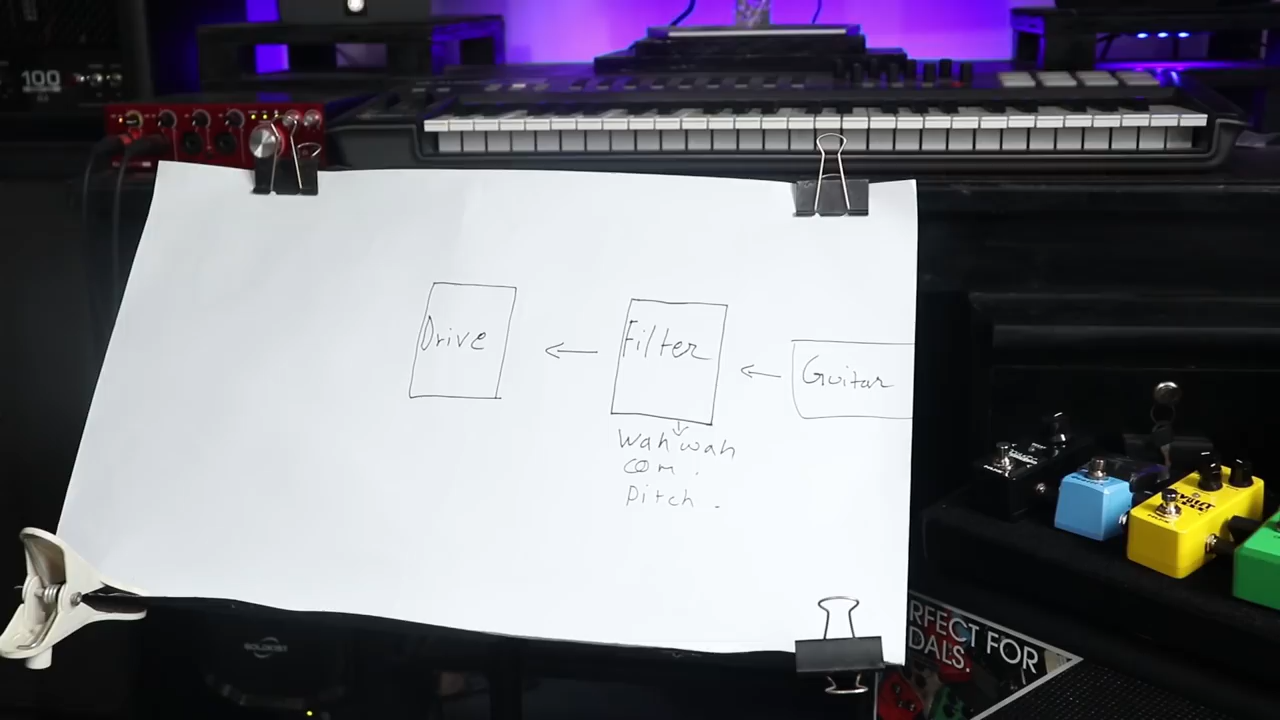 100
Drive
Filter
Guitar
Wah wah
com.
Pitch.
RFECT FOR
DALS.